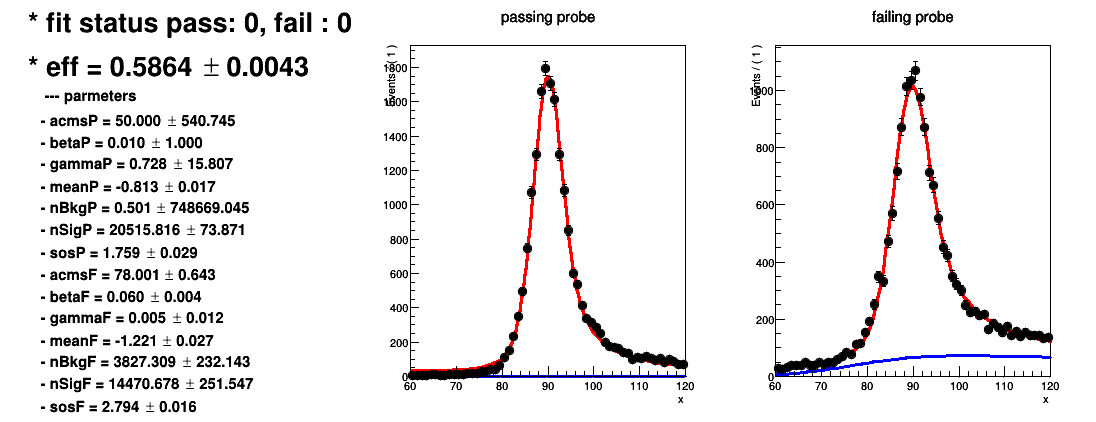 * fit status pass: 0, fail : 0
* eff = 0.5864 ± 0.0043
--- parmeters
- acmsP = 50.000 ± 540.745
- betaP = 0.010 ± 1.000
- gammaP = 0.728 ± 15.807
- meanP = -0.813 ± 0.017
- nBkgP = 0.501 ± 748669.045
- nSigP = 20515.816 ± 73.871
- sosP = 1.759 ± 0.029
- acmsF = 78.001 ± 0.643
- betaF = 0.060 ± 0.004
- gammaF = 0.005 ± 0.012
- meanF = -1.221 ± 0.027
- nBkgF = 3827.309 ± 232.143
- nSigF = 14470.678 ± 251.547
- sosF = 2.794 ± 0.016
passing probe
Events / ( 1 )
1800
1600
1400
1200
1000
800
600
400
200
0
60 70 80 90 100 110 120
x
failing probe
Events / ( 1 )
1000
800
600
400
200
0
60 70 80 90 100 110 120
x